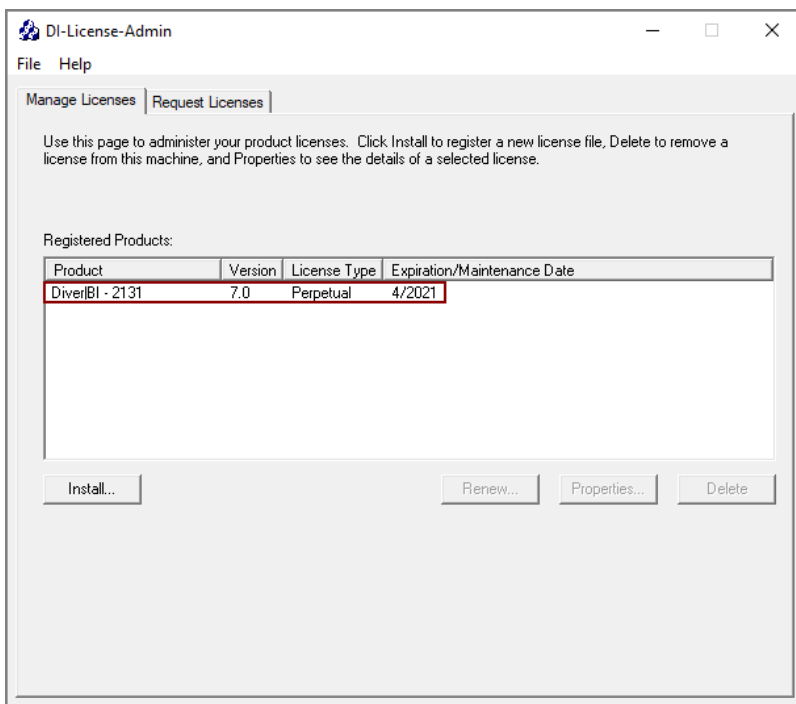 DI-License-Admin
File Help
Manage Licenses Request Licenses
Use this page to administer your product licenses. Click Install to register a new license file, Delete to remove a
license from this machine, and Properties to see the details of a selected license.
Registered Products:
Product Version License Type Expiration/Maintenance Date
Diver|BI - 2131 7.0 Perpetual 4/2021
Install... Renew... Properties... Delete